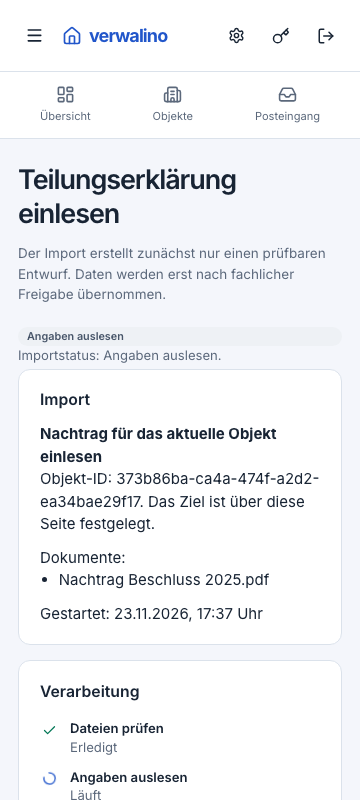 verwalino
Übersicht
Objekte
Posteingang
Teilungserklärung
einlesen
Der Import erstellt zunächst nur einen prüfbaren
Entwurf. Daten werden erst nach fachlicher
Freigabe übernommen.
Angaben auslesen
Importstatus: Angaben auslesen.
Import
Nachtrag für das aktuelle Objekt
einlesen
Objekt-ID: 373b86ba-ca4a-474f-a2d2-
ea34bae29f17. Das Ziel ist über diese
Seite festgelegt.
Dokumente:
• Nachtrag Beschluss 2025.pdf
Gestartet: 23.11.2026, 17:37 Uhr
Verarbeitung
Dateien prüfen
Erledigt
Angaben auslesen
Läuft